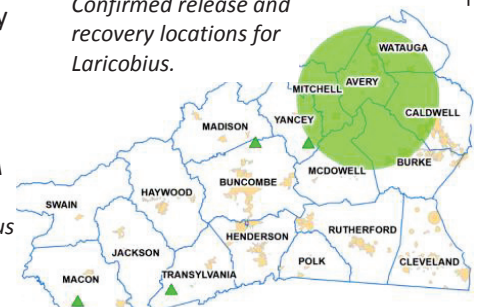 y
Confirmed release and
recovery locations for
Laricobius.
WATAUGA
AVERY
MITCHELL
YANCEY
CALDWELL
MADISON
BURKE
MCDOWELL
BUNCOMBE
HAYWOOD
SWAIN
us
RUTHERFORD
HENDERSON
JACKSON
POLK
CLEVELAND
TRANSYLVANIA
MACON